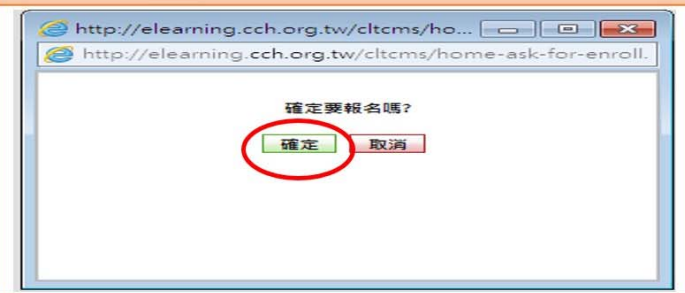 http://elearning.cch.org.tw/cltcms/ho...
http://elearning.cch.org.tw/cltcms/home-ask-for-enroll.
確定要報名嗎?
確定 取消